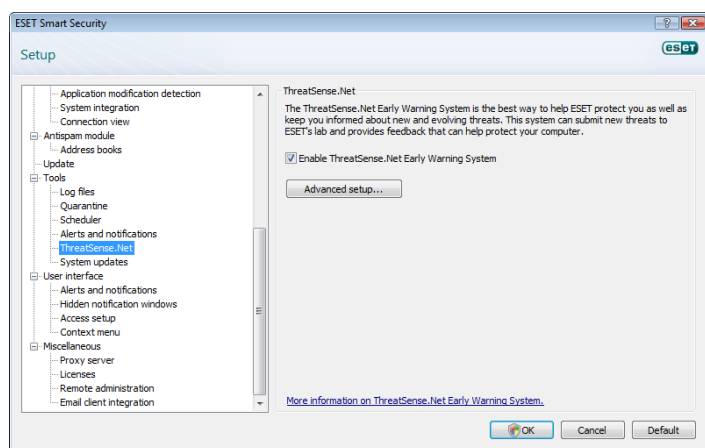 ESET Smart Security
Setup
eseT
Application modification detection
System integration
Connection view
Antispam module
Address books
Update
Tools
Log files
Quarantine
Scheduler
Alerts and notifications
ThreatSense.Net
System updates
User interface
Alerts and notifications
Hidden notification windows
Access setup
Context menu
Miscellaneous
Proxy server
Licenses
Remote administration
Email client integration
ThreatSense.Net
The ThreatSense.Net Early Warning System is the best way to help ESET protect you as well as
keep you informed about new and evolving threats. This system can submit new threats to
ESET's lab and provides feedback that can help protect your computer.
Enable ThreatSense.Net Early Warning System
Advanced setup...
More information on ThreatSense.Net Early Warning System.
OK
Cancel
Default